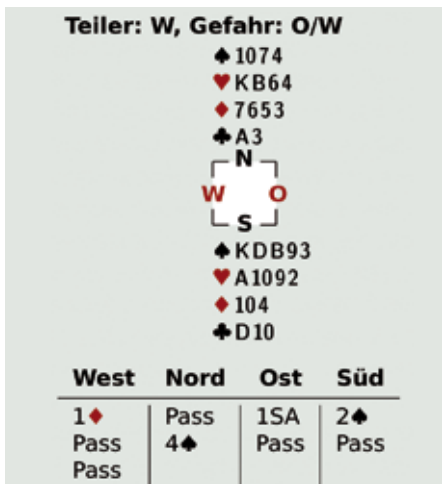 Teiler: W, Gefahr: O/W
♠1074
♥KB64
♦7653
♣A3
N
W O
S
♠KDB93
♥A1092
♦104
♣D10
West Nord Ost Süd
1♦ Pass 1SA 2♠
Pass 4♠ Pass Pass
Pass